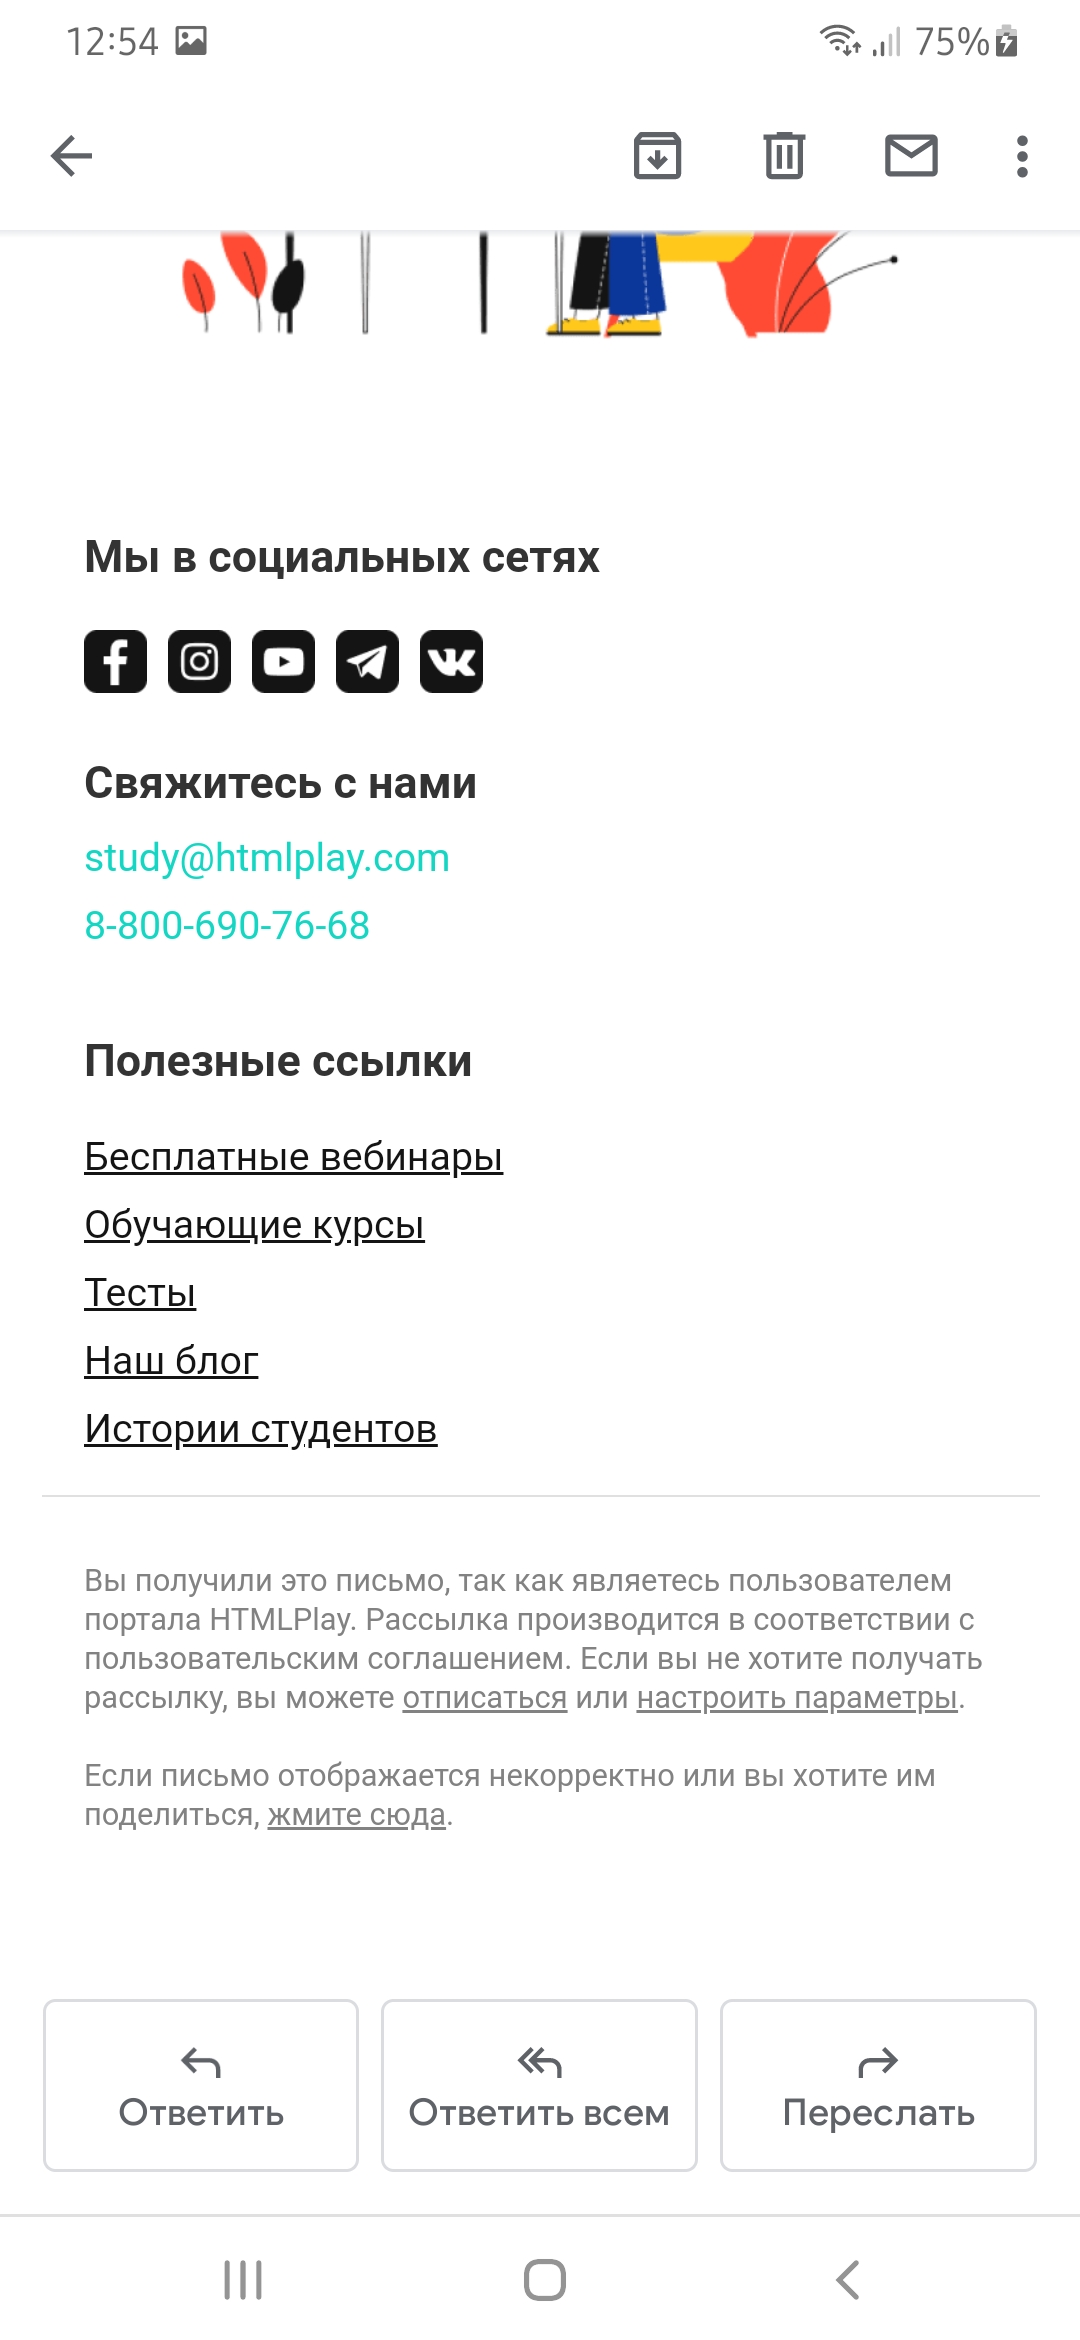 12:54
75%
Мы в социальных сетях
Свяжитесь с нами
study@htmlplay.com
8-800-690-76-68
Полезные ссылки
Бесплатные вебинары
Обучающие курсы
Тесты
Наш блог
Истории студентов
Вы получили это письмо, так как являетесь пользователем
портала HTMLPlay. Рассылка производится в соответствии с
пользовательским соглашением. Если вы не хотите получать
рассылку, вы можете отписаться или настроить параметры.
Если письмо отображается некорректно или вы хотите им
поделиться, жмите сюда.
Ответить
Ответить всем
Переслать